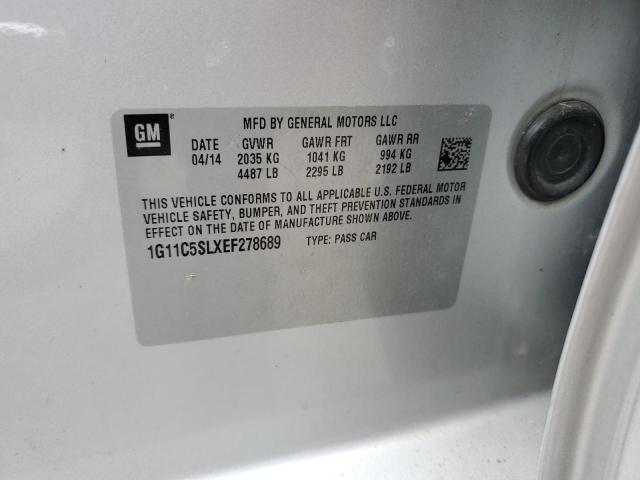 GM
MFD BY GENERAL MOTORS LLC
DATE GVWR GAWR FRT GAWR RR
04/14 2035 KG 1041 KG 994 KG
4487 LB 2295 LB 2192 LB
THIS VEHICLE CONFORMS TO ALL APPLICABLE U.S. FEDERAL MOTOR
VEHICLE SAFETY, BUMPER, AND THEFT PREVENTION STANDARDS IN
EFFECT ON THE DATE OF MANUFACTURE SHOWN ABOVE.
1G11C5SLXEF278689 TYPE: PASS CAR